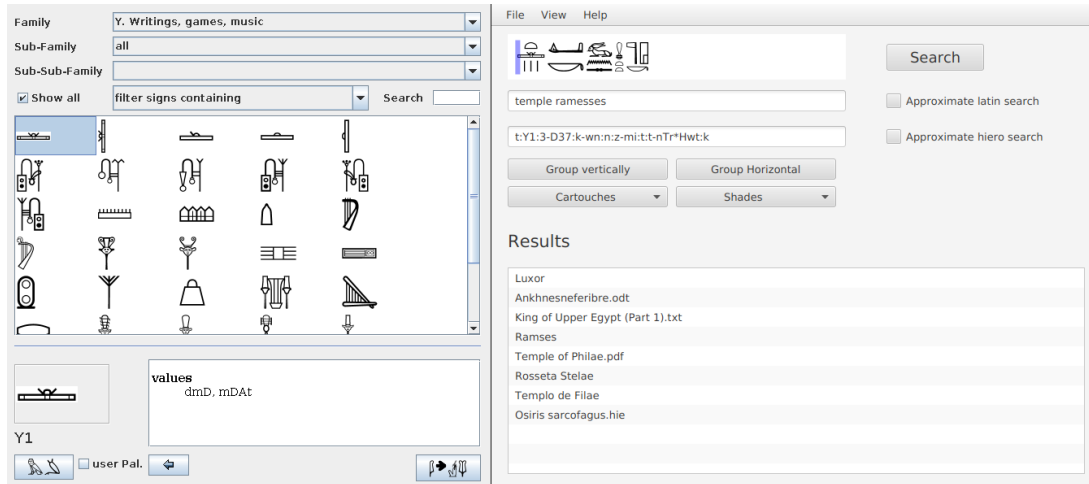 Family
Y. Writings, games, music
Sub-Family
all
Sub-Sub-Family
Show all
filter signs containing
Search
values
dmD, mDAt
Y1
user Pal.
File View Help
Search
temple ramesses
Approximate latin search
t:Y1:3-D37:k-wn:n:z-mi:t:t-nTr*Hwt:k
Approximate hiero search
Group vertically
Group Horizontal
Cartouches
Shades
Results
Luxor
Ankhnesneferibre.odt
King of Upper Egypt (Part 1).txt
Ramses
Temple of Philae.pdf
Rosseta Stelae
Templo de Filae
Osiris sarcofagus.hie